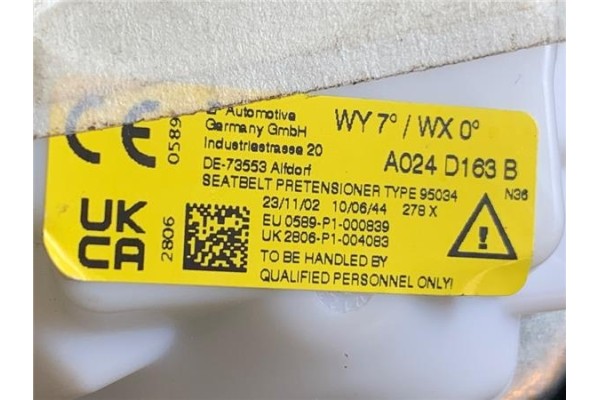 CE
0589
Automotive
Germany GmbH
Industriestrasse 20
DE-73553 Alfdorf
WY 7° / WX 0°
A024 D163 B
N36
SEATBELT PRETENSIONER TYPE 95034
23/11/02 10/06/44 278 X
EU 0589-P1-000839
UK 2806-P1-004083
TO BE HANDLED BY
QUALIFIED PERSONNEL ONLY!
UK
CA
2806
!